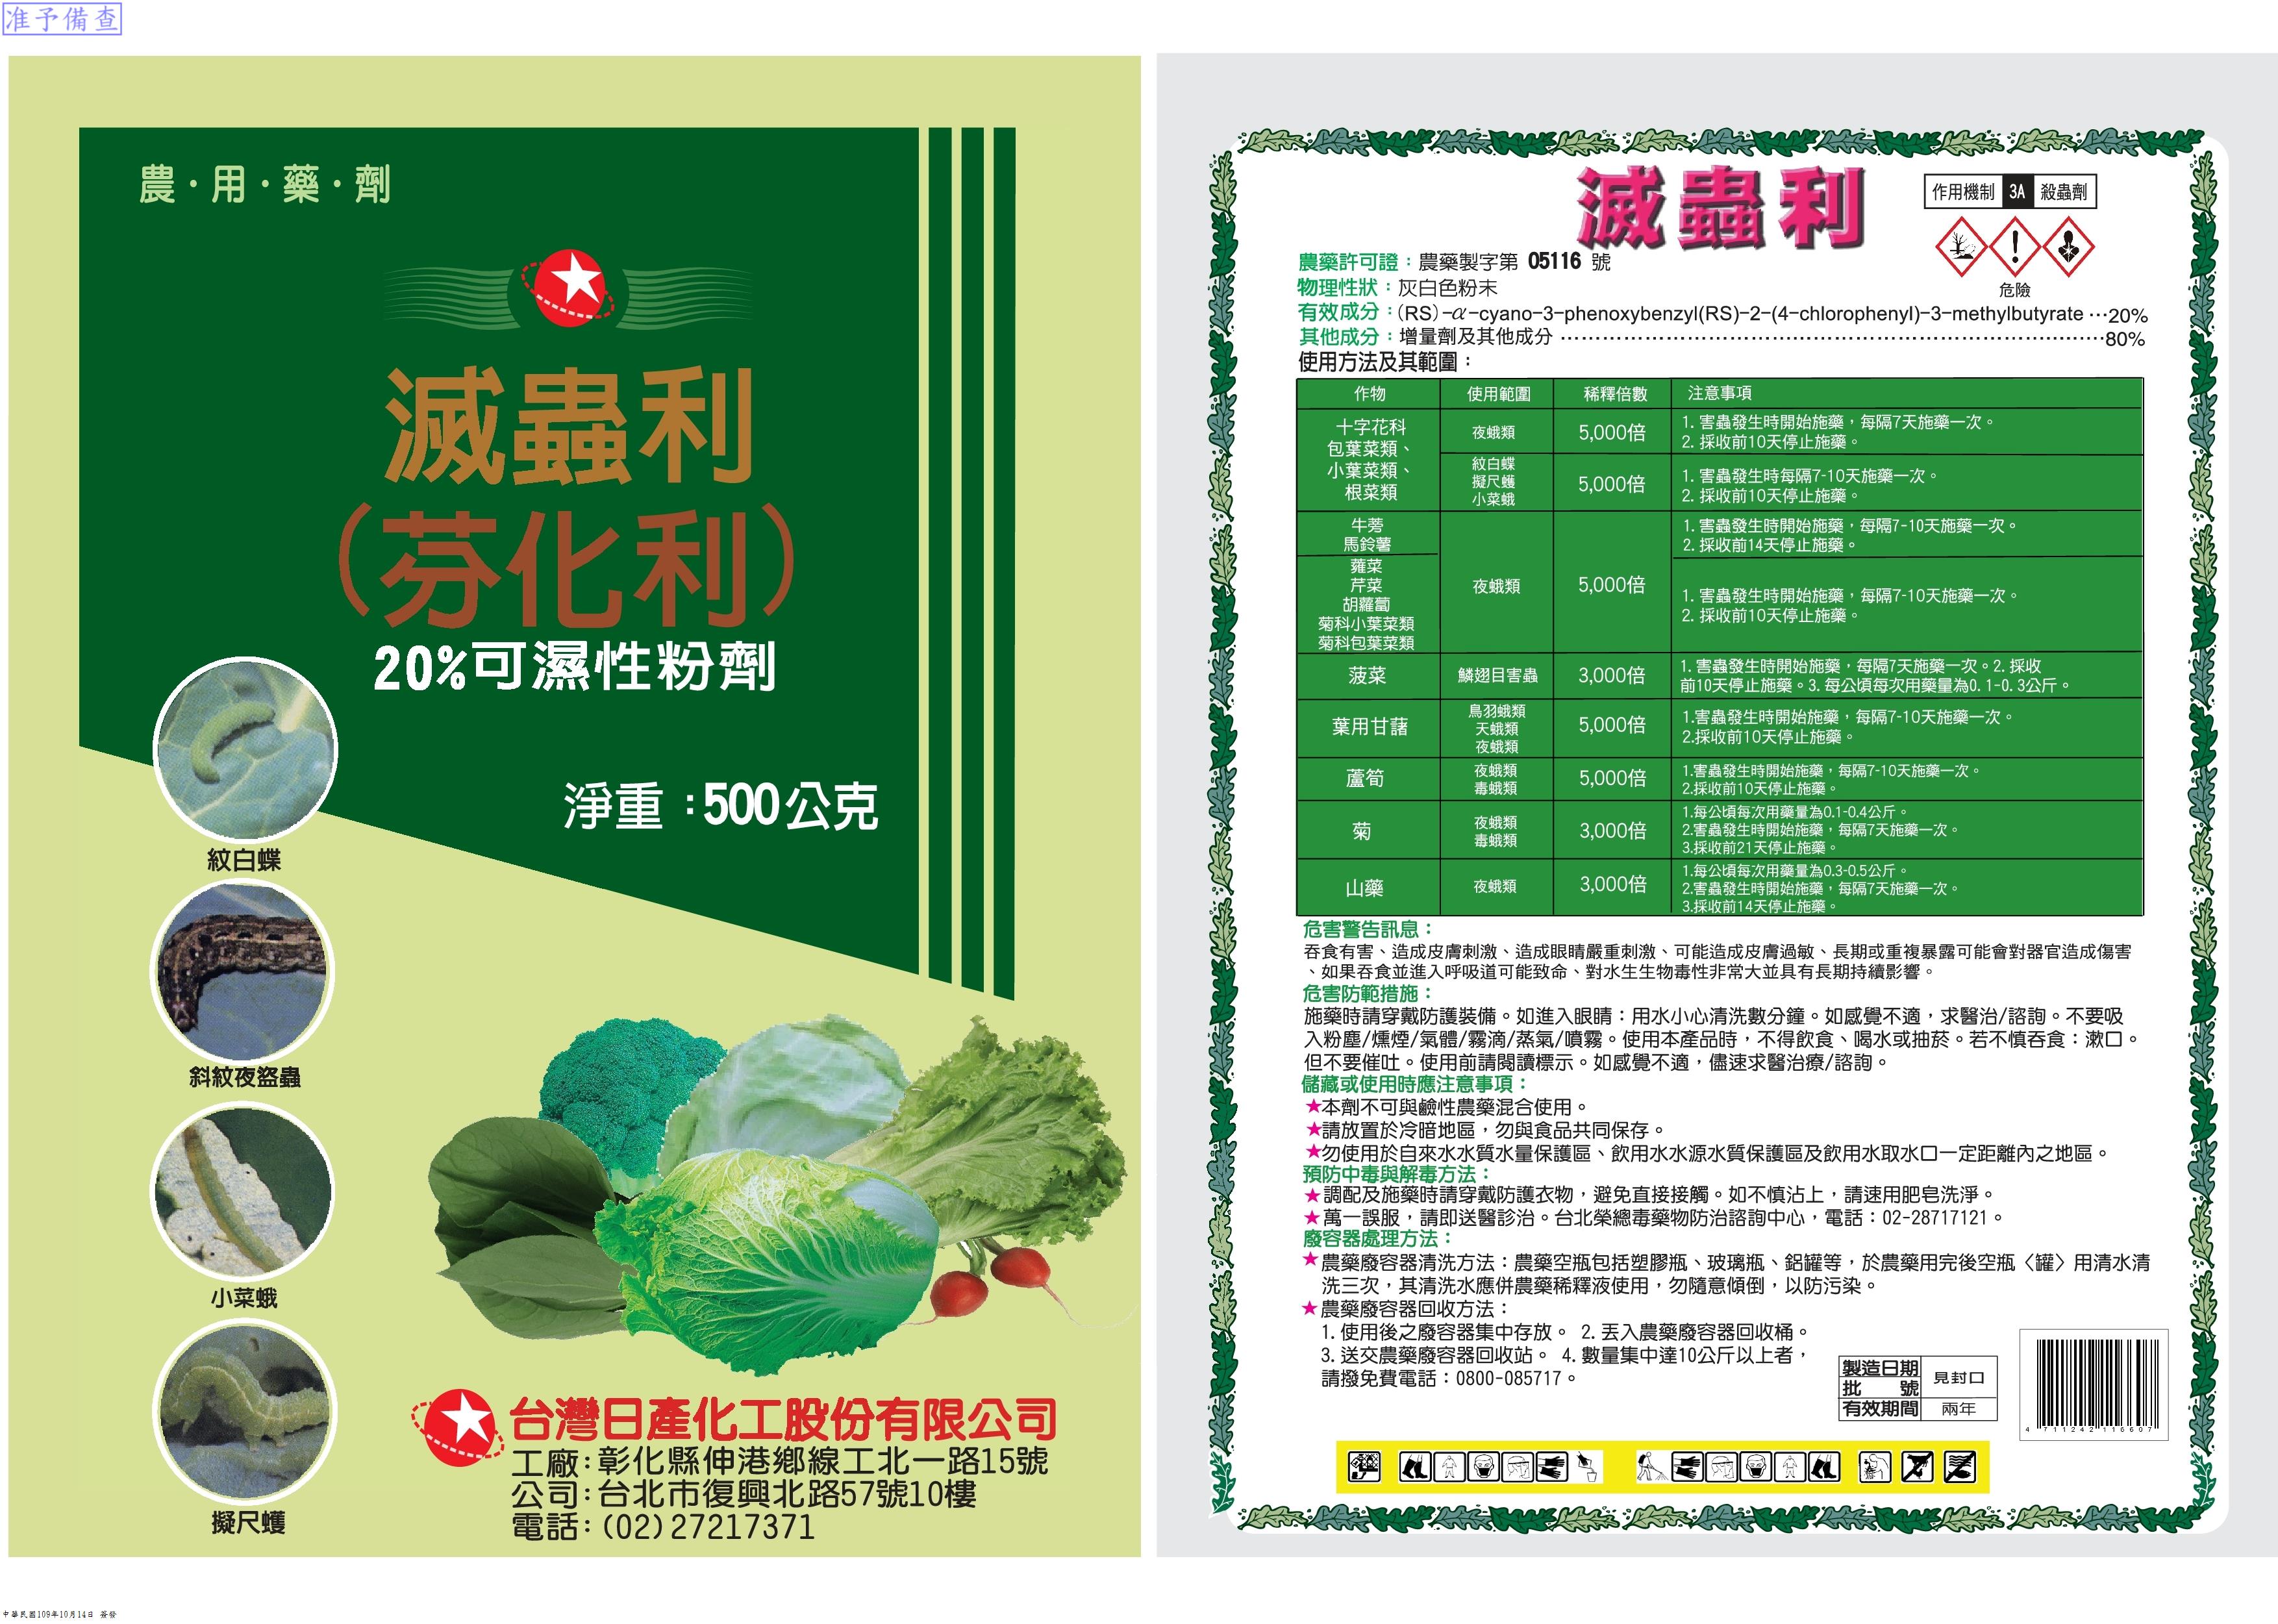 准予備查
農·用·藥·劑
滅蟲利
(芬化利)
20%可濕性粉劑
淨重:500公克
紋白蝶
斜紋夜盜蟲
小菜蛾
擬尺蠖
台灣日產化工股份有限公司
工廠:彰化縣伸港鄉線工北一路15號
公司:台北市復興北路57號10樓
電話:(02)27217371
滅蟲利
作用機制 3A 殺蟲劑
危險
農藥許可證:農藥製字第 05116 號
物理性狀:灰白色粉末
有效成分:(RS)-α-cyano-3-phenoxybenzyl(RS)-2-(4-chlorophenyl)-3-methylbutyrate …20%
其他成分:增量劑及其他成分 ……………………………………………80%
使用方法及其範圍:
作物 使用範圍 稀釋倍數 注意事項
十字花科
包葉菜類、
小葉菜類、
根菜類
夜蛾類 5,000倍
1. 害蟲發生時開始施藥,每隔7天施藥一次。
2. 採收前10天停止施藥。
紋白蝶
擬尺蠖
小菜蛾
5,000倍
1. 害蟲發生時每隔7-10天施藥一次。
2. 採收前10天停止施藥。
牛蒡
馬鈴薯
1. 害蟲發生時開始施藥,每隔7-10天施藥一次。
2. 採收前14天停止施藥。
蕹菜
芹菜
胡蘿蔔
菊科小葉菜類
菊科包葉菜類
夜蛾類 5,000倍
1. 害蟲發生時開始施藥,每隔7-10天施藥一次。
2. 採收前10天停止施藥。
菠菜 鱗翅目害蟲 3,000倍
1. 害蟲發生時開始施藥,每隔7天施藥一次。2. 採收
前10天停止施藥。3. 每公頃每次用藥量為0.1-0.3公斤。
葉用甘藷
鳥羽蛾類
天蛾類
夜蛾類
5,000倍
1.害蟲發生時開始施藥,每隔7-10天施藥一次。
2.採收前10天停止施藥。
蘆筍
夜蛾類
毒蛾類
5,000倍
1.害蟲發生時開始施藥,每隔7-10天施藥一次。
2.採收前10天停止施藥。
菊
夜蛾類
毒蛾類
3,000倍
1.每公頃每次用藥量為0.1-0.4公斤。
2.害蟲發生時開始施藥,每隔7天施藥一次。
3.採收前21天停止施藥。
山藥 夜蛾類 3,000倍
1.每公頃每次用藥量為0.3-0.5公斤。
2.害蟲發生時開始施藥,每隔7天施藥一次。
3.採收前14天停止施藥。
危害警告訊息:
吞食有害、造成皮膚刺激、造成眼睛嚴重刺激、可能造成皮膚過敏、長期或重複暴露可能會對器官造成傷害
、如果吞食並進入呼吸道可能致命、對水生生物毒性非常大並具有長期持續影響。
危害防範措施:
施藥時請穿戴防護裝備。如進入眼睛:用水小心清洗數分鐘。如感覺不適,求醫治/諮詢。不要吸
入粉塵/燻煙/氣體/霧滴/蒸氣/噴霧。使用本產品時,不得飲食、喝水或抽菸。若不慎吞食:漱口。
但不要催吐。使用前請閱讀標示。如感覺不適,儘速求醫治療/諮詢。
儲藏或使用時應注意事項:
★本劑不可與鹼性農藥混合使用。
★請放置於冷暗地區,勿與食品共同保存。
★勿使用於自來水水質水量保護區、飲用水水源水質保護區及飲用水取水口一定距離內之地區。
預防中毒與解毒方法:
★調配及施藥時請穿戴防護衣物,避免直接接觸。如不慎沾上,請速用肥皂洗淨。
★萬一誤服,請即送醫診治。台北榮總毒藥物防治諮詢中心,電話:02-28717121。
廢容器處理方法:
★農藥廢容器清洗方法:農藥空瓶包括塑膠瓶、玻璃瓶、鋁罐等,於農藥用完後空瓶〈罐〉用清水清
洗三次,其清洗水應併農藥稀釋液使用,勿隨意傾倒,以防污染。
★農藥廢容器回收方法:
1. 使用後之廢容器集中存放。 2. 丟入農藥廢容器回收桶。
3. 送交農藥廢容器回收站。 4. 數量集中達10公斤以上者,
請撥免費電話:0800-085717。
製造日期
批 號
見封口
有效期間 兩年
4 711242 116607
中華民國109年10月14日 簽發